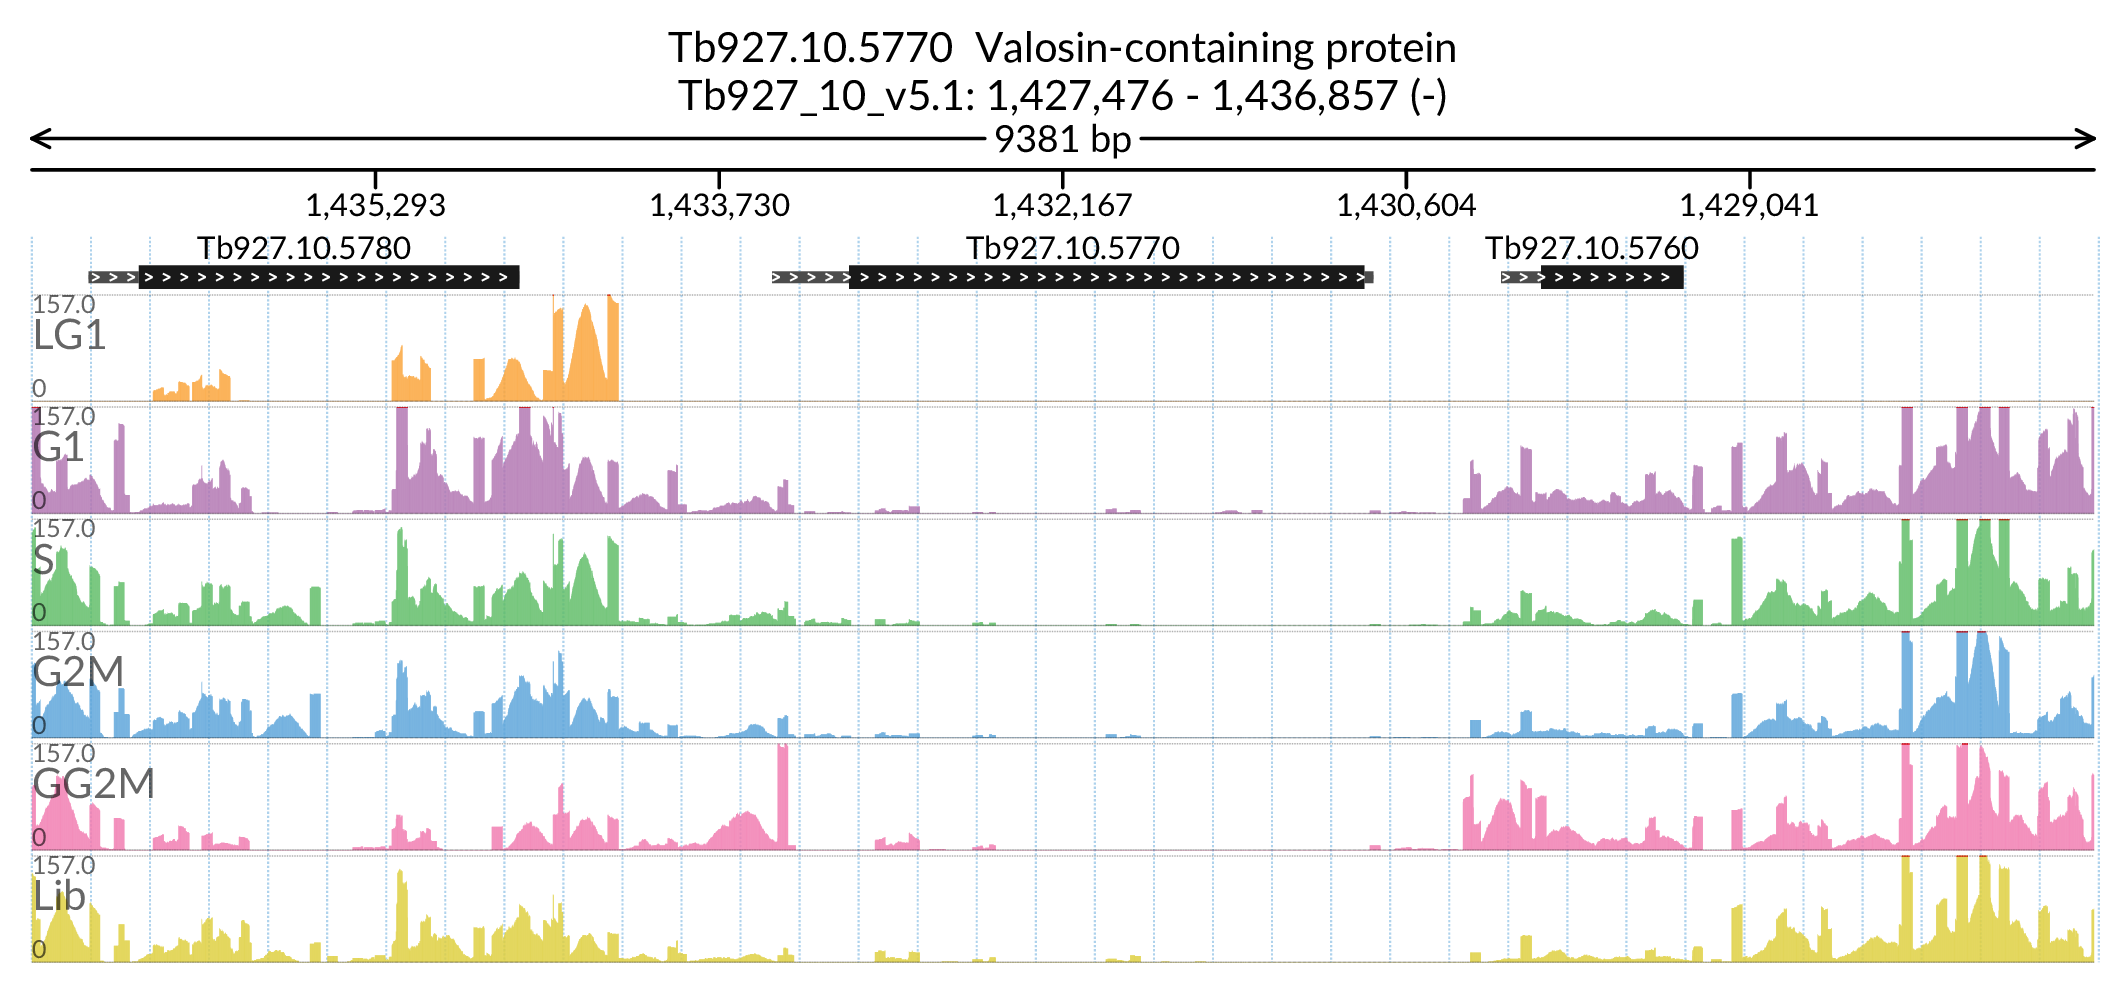 Tb927.10.5770 Valosin-containing protein
Tb927_10_v5.1: 1,427,476 - 1,436,857 (-)
9381 bp
1,435,293 1,433,730 1,432,167 1,430,604 1,429,041
Tb927.10.5780 Tb927.10.5770 Tb927.10.5760
157.0
LG1
0
157.0
G1
0
157.0
S
0
157.0
G2M
0
157.0
GG2M
0
157.0
Lib
0